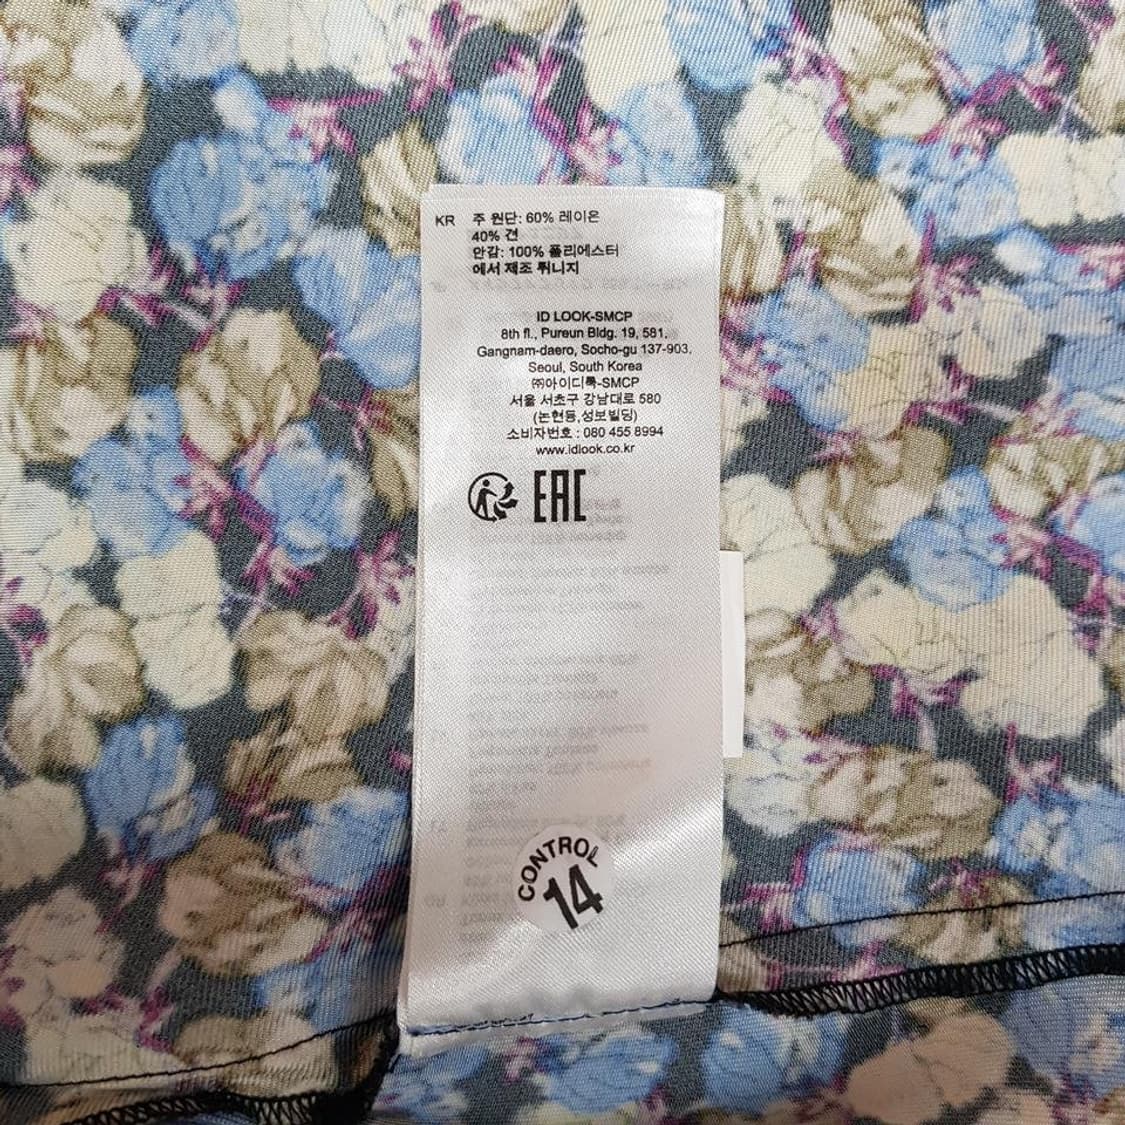 KR 주 원단: 60% 레이온
40% 견
안감: 100% 폴리에스터
에서 제조 튀니지
ID LOOK-SMCP
8th fl., Pureun Bldg. 19, 581,
Gangnam-daero, Socho-gu 137-903,
Seoul, South Korea
㈜아이디룩-SMCP
서울 서초구 강남대로 580
(논현동,성보빌딩)
소비자번호 : 080 455 8994
www.idlook.co.kr
EAC
CONTROL
14